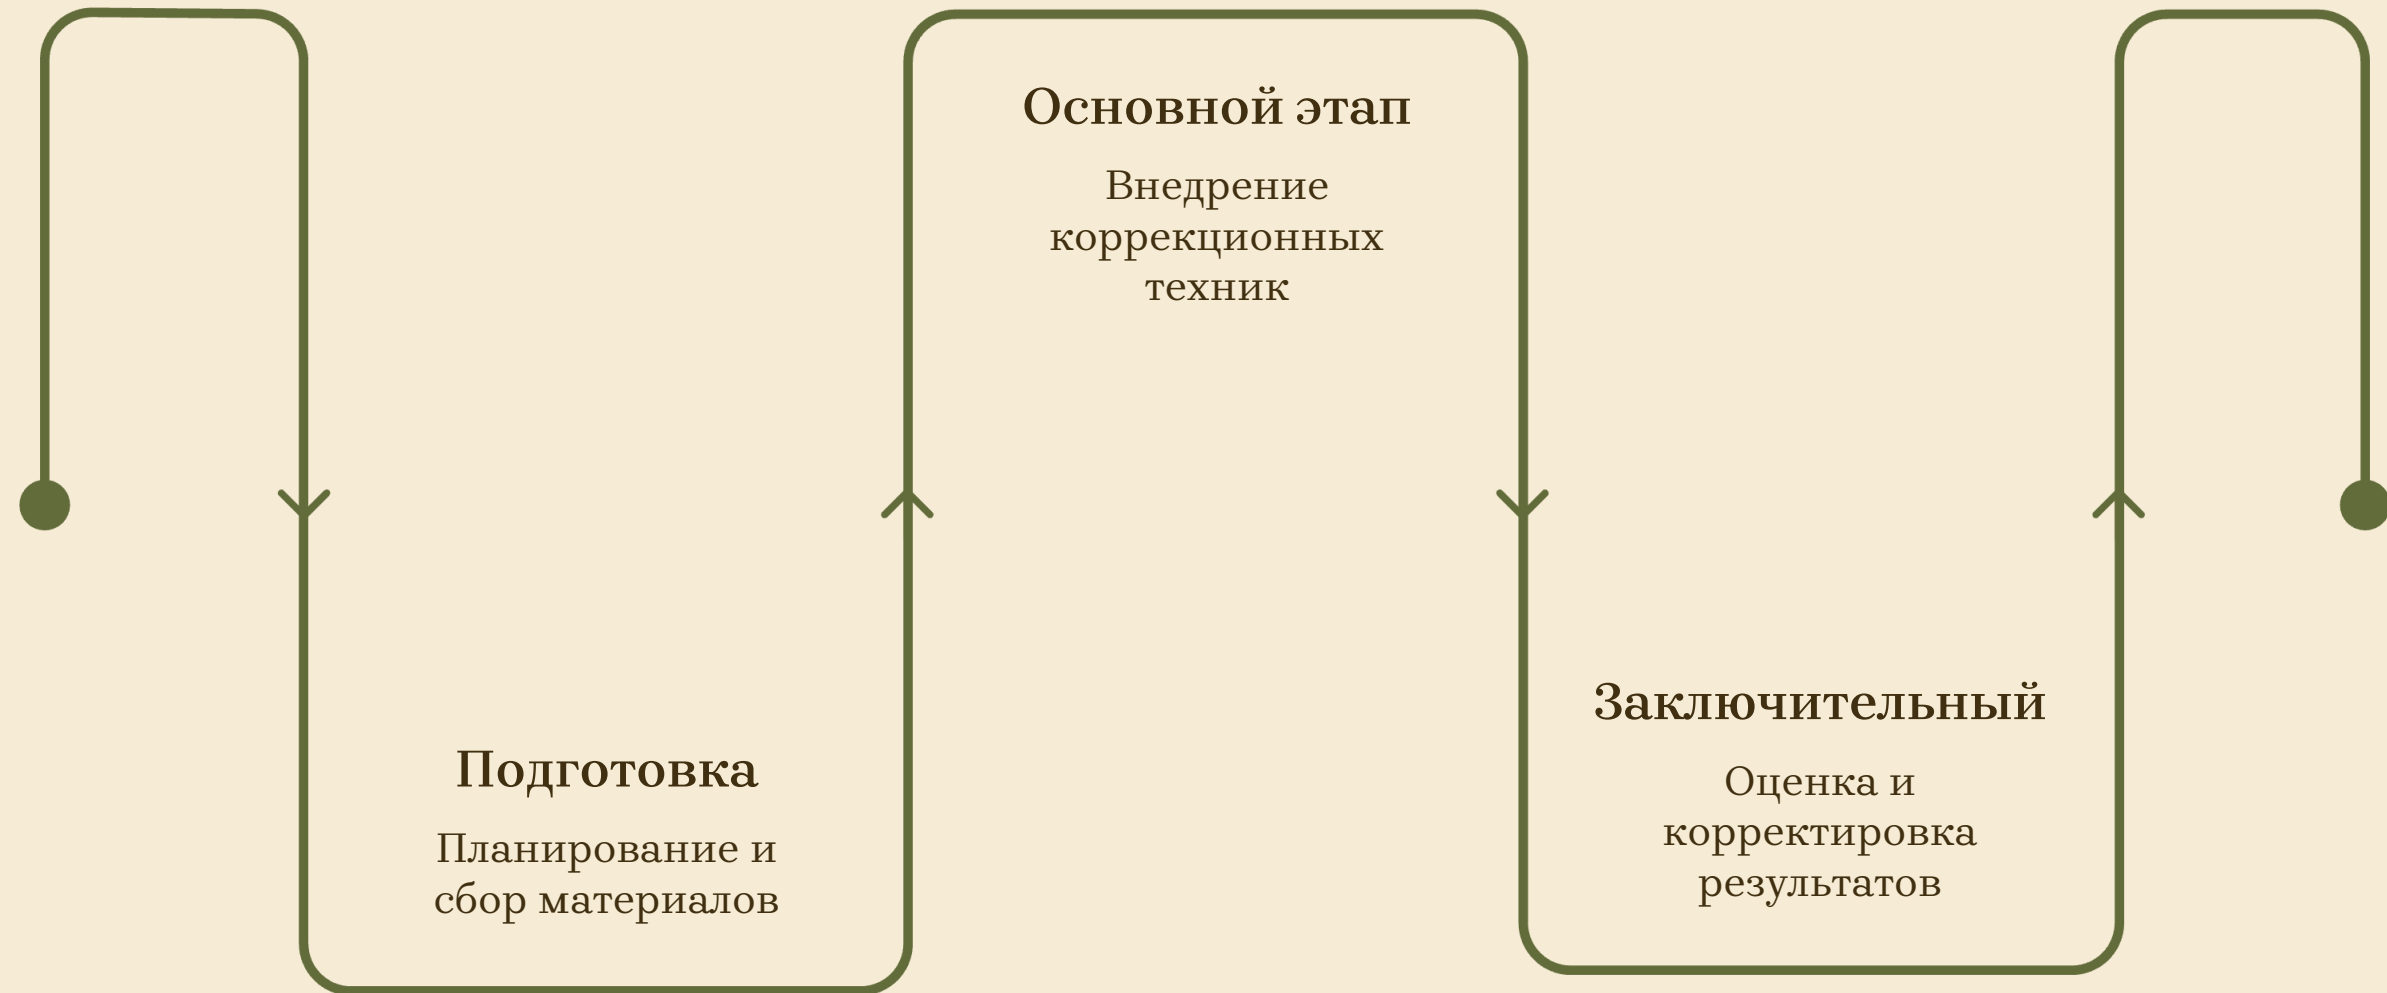 Подготовка
Планирование и
сбор материалов
Основной этап
Внедрение
коррекционных
техник
Заключительный
Оценка и
корректировка
результатов